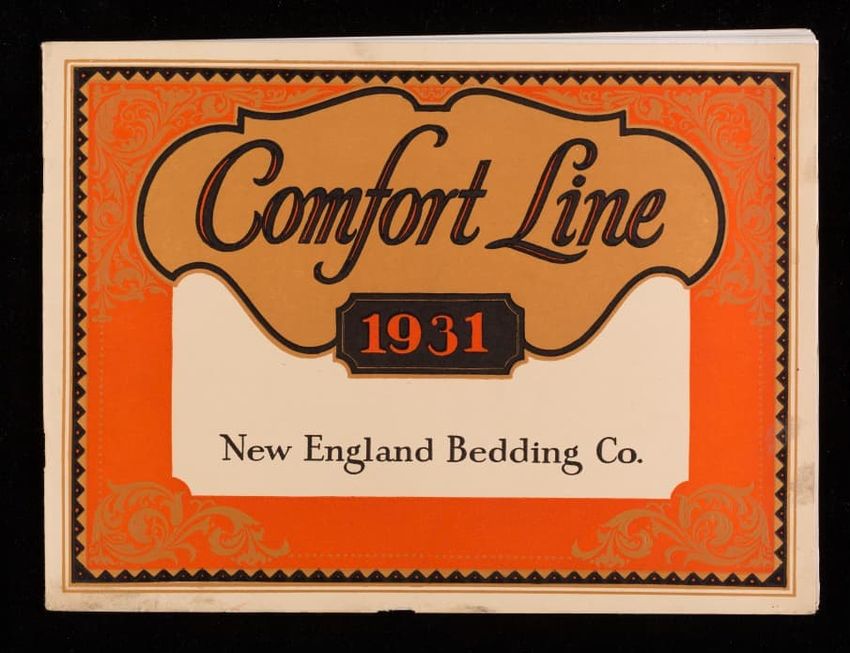 Comfort Line
1931
New England Bedding Co.